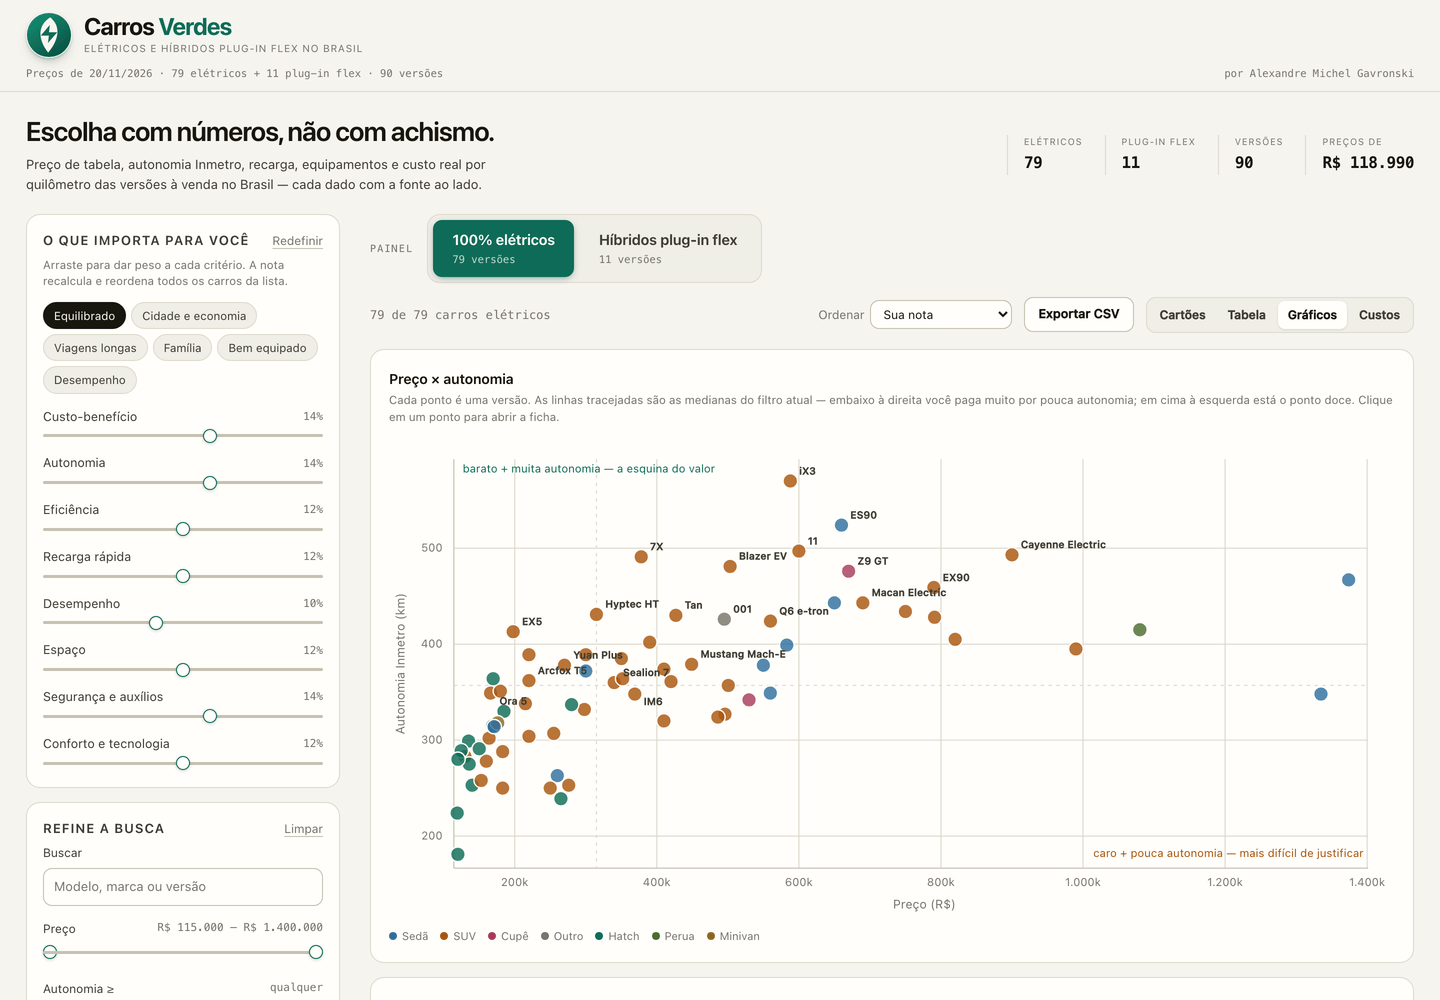 Carros Verdes
ELÉTRICOS E HÍBRIDOS PLUG-IN FLEX NO BRASIL
Preços de 20/11/2026 · 79 elétricos + 11 plug-in flex · 90 versões
por Alexandre Michel Gavronski
Escolha com números, não com achismo.
Preço de tabela, autonomia Inmetro, recarga, equipamentos e custo real por
quilômetro das versões à venda no Brasil — cada dado com a fonte ao lado.
ELÉTRICOS
79
PLUG-IN FLEX
11
VERSÕES
90
PREÇOS DE
R$ 118.990
O QUE IMPORTA PARA VOCÊ
Redefinir
Arraste para dar peso a cada critério. A nota
recalcula e reordena todos os carros da lista.
Equilibrado
Cidade e economia
Viagens longas
Família
Bem equipado
Desempenho
Custo-benefício 14%
Autonomia 14%
Eficiência 12%
Recarga rápida 12%
Desempenho 10%
Espaço 12%
Segurança e auxílios 14%
Conforto e tecnologia 12%
REFINE A BUSCA
Limpar
Buscar
Modelo, marca ou versão
Preço R$ 115.000 — R$ 1.400.000
Autonomia ≥ qualquer
PAINEL
100% elétricos
79 versões
Híbridos plug-in flex
11 versões
79 de 79 carros elétricos
Ordenar
Sua nota
Exportar CSV
Cartões
Tabela
Gráficos
Custos
Preço × autonomia
Cada ponto é uma versão. As linhas tracejadas são as medianas do filtro atual — embaixo à direita você paga muito por pouca autonomia; em cima à esquerda está o ponto doce. Clique
em um ponto para abrir a ficha.
barato + muita autonomia — a esquina do valor
iX3
ES90
11
7X
Blazer EV
Cayenne Electric
Z9 GT
EX90
Macan Electric
Hyptec HT
Tan
001
Q6 e-tron
EX5
Yuan Plus
Mustang Mach-E
Arcfox T5
Sealion 7
Ora 5
IM6
500
400
300
200
Autonomia Inmetro (km)
caro + pouca autonomia — mais difícil de justificar
200k
400k
600k
800k
1.000k
1.200k
1.400k
Preço (R$)
Sedã
SUV
Cupê
Outro
Hatch
Perua
Minivan